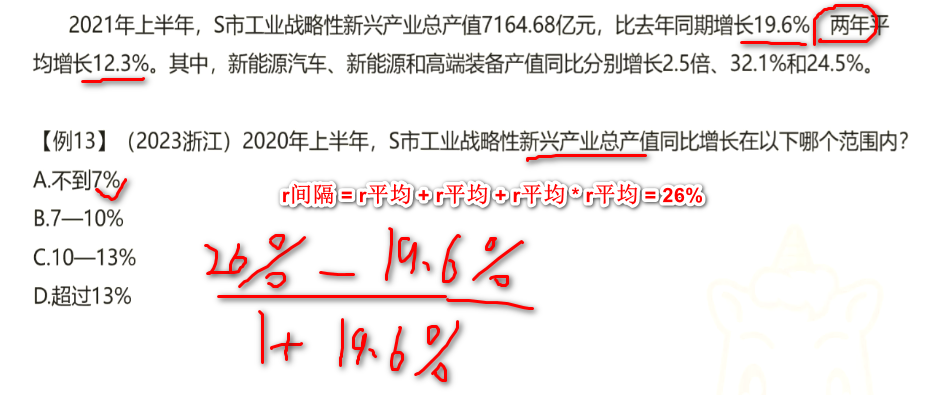 2021年上半年，S市工业战略性新兴产业总产值7164.68亿元，比去年同期增长19.6%，两年平
均增长12.3%。其中，新能源汽车、新能源和高端装备产值同比分别增长2.5倍、32.1%和24.5%。
【例13】（2023浙江）2020年上半年，S市工业战略性新兴产业总产值同比增长在以下哪个范围内？
A.不到7%
r间隔 = r平均 + r平均 + r平均 * r平均 = 26%
B.7—10%
C.10—13%
D.超过13%
26% - 19.6%
1+ 19.6%